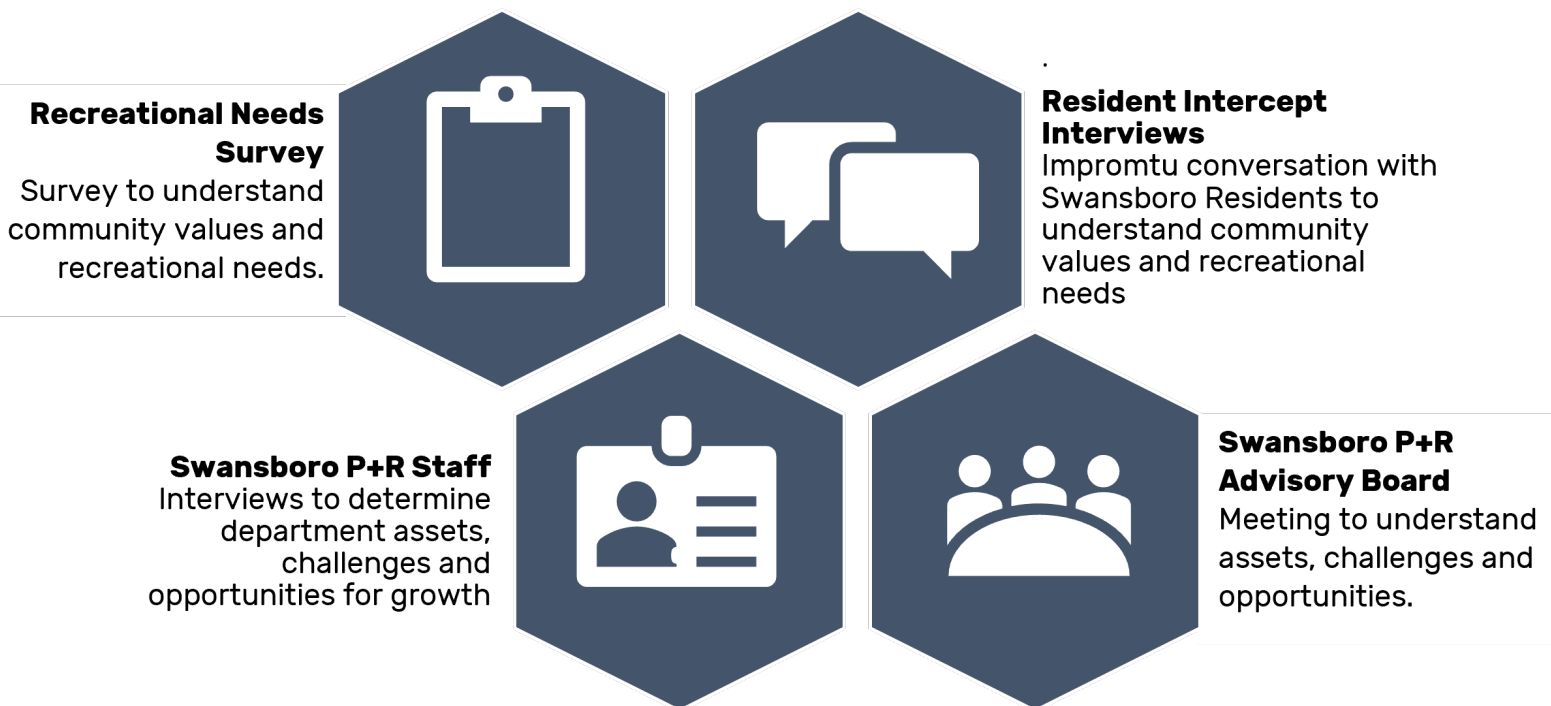 Recreational Needs
Survey
Survey to understand
community values and
recreational needs.
.
Resident Intercept
Interviews
Impromtu conversation with
Swansboro Residents to
understand community
values and recreational
needs
Swansboro P+R Staff
Interviews to determine
department assets,
challenges and
opportunities for growth
Swansboro P+R
Advisory Board
Meeting to understand
assets, challenges and
opportunities.